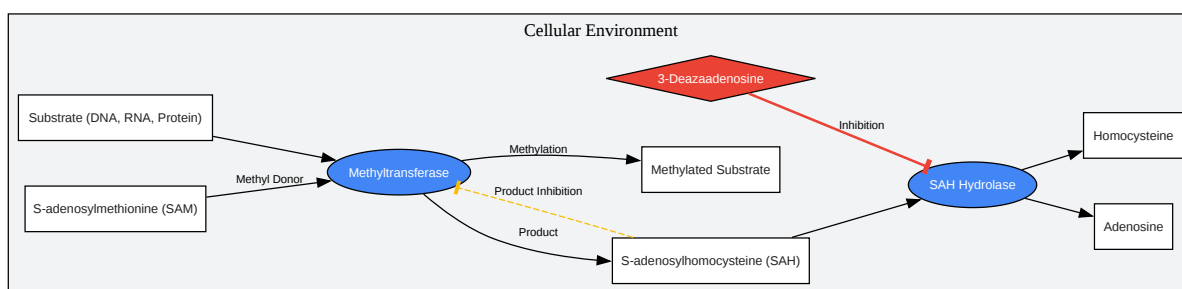 Cellular Environment
3-Deazaadenosine
Substrate (DNA, RNA, Protein)
Inhibition
Homocysteine
Methylation
Methyltransferase
Methylated Substrate
Methyl Donor
Product Inhibition
SAH Hydrolase
S-adenosylmethionine (SAM)
Adenosine
Product
S-adenosylhomocysteine (SAH)